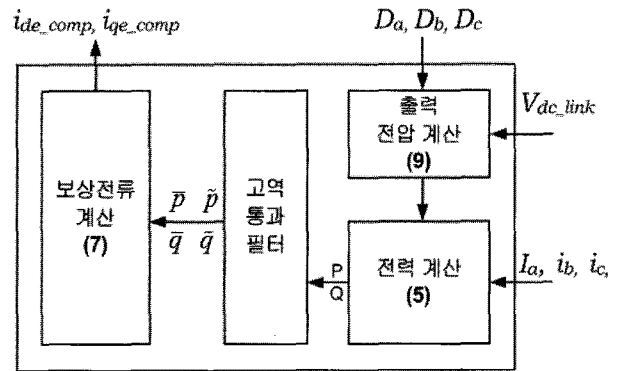 i_de_comp, i_qe_comp
D_a, D_b, D_c
출력
전압 계산
(9)
V_dc_link
보상전류
계산
(7)
p̄ p̃
q̄ q̃
고역
통과
필터
P
Q
전력 계산
(5)
I_a, i_b, i_c,